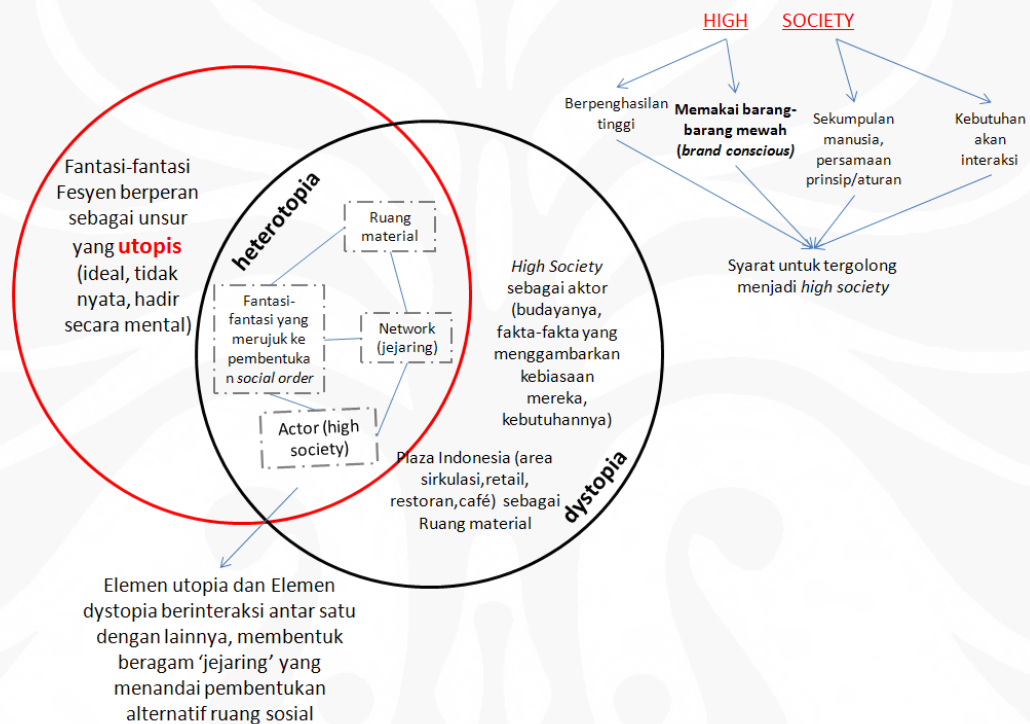 HIGH SOCIETY
Berpenghasilan
tinggi
Memakai barang-
barang mewah
(brand conscious)
Sekumpulan
manusia,
persamaan
prinsip/aturan
Kebutuhan
akan
interaksi
Syarat untuk tergolong
menjadi high society
Fantasi-fantasi
Fesyen berperan
sebagai unsur
yang utopis
(ideal, tidak
nyata, hadir
secara mental)
heterotopia
Ruang
material
Fantasi-
fantasi yang
merujuk ke
pembentuka
n social order
Network
(jejaring)
Actor (high
society)
High Society
sebagai aktor
(budayanya,
fakta-fakta yang
menggambarkan
kebiasaan
mereka,
kebutuhannya)
Plaza Indonesia (area
sirkulasi,retail,
restoran,café) sebagai
Ruang material
dystopia
Elemen utopia dan Elemen
dystopia berinteraksi antar satu
dengan lainnya, membentuk
beragam ‘jejaring’ yang
menandai pembentukan
alternatif ruang sosial